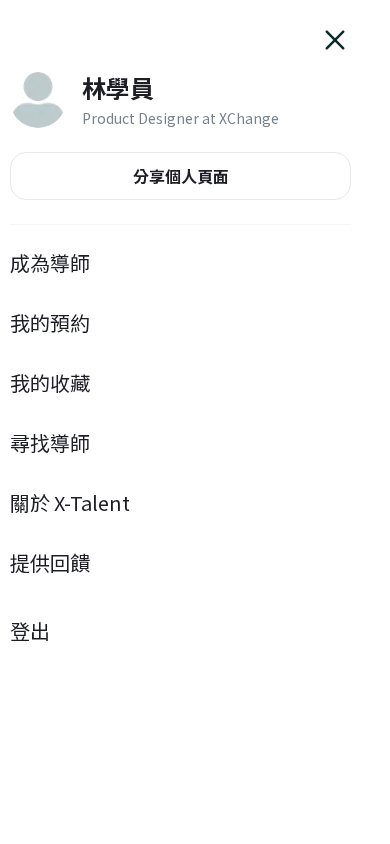 林學員
Product Designer at XChange
分享個人頁面
成為導師
我的預約
我的收藏
尋找導師
關於 X-Talent
提供回饋
登出